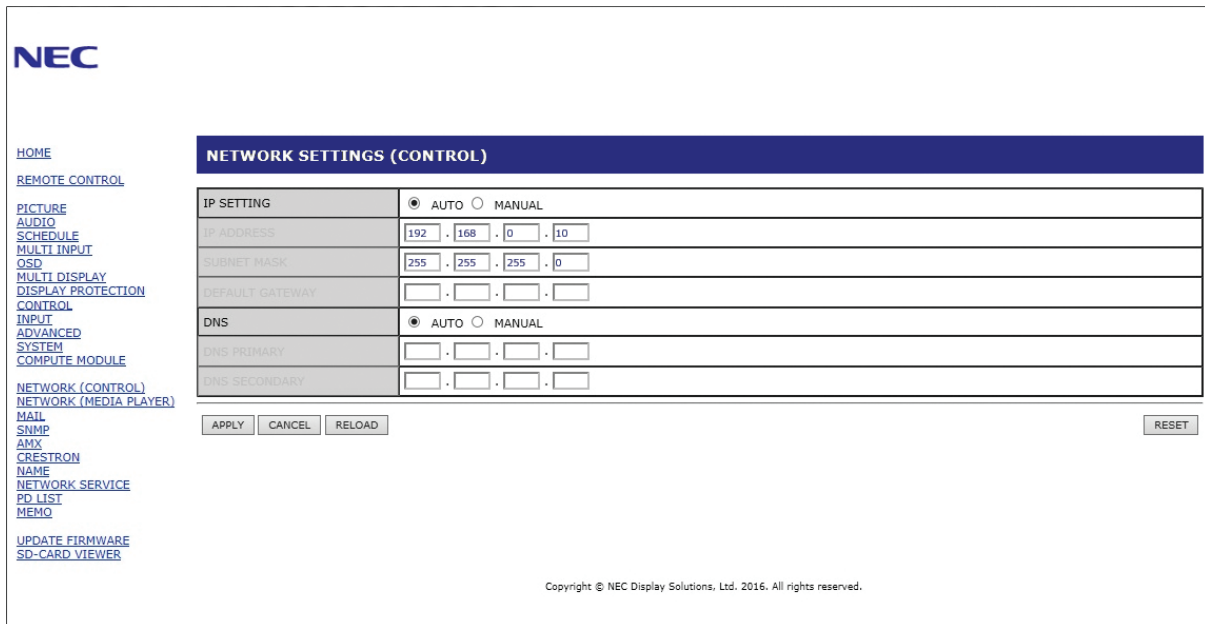 NEC
HOME
REMOTE CONTROL
PICTURE
AUDIO
SCHEDULE
MULTI INPUT
OSD
MULTI DISPLAY
DISPLAY PROTECTION
CONTROL
INPUT
ADVANCED
SYSTEM
COMPUTE MODULE
NETWORK (CONTROL)
NETWORK (MEDIA PLAYER)
MAIL
SNMP
AMX
CRESTRON
NAME
NETWORK SERVICE
PD LIST
MEMO
UPDATE FIRMWARE
SD-CARD VIEWER
NETWORK SETTINGS (CONTROL)
IP SETTING AUTO MANUAL
IP ADDRESS 192 . 168 . 0 . 10
SUBNET MASK 255 . 255 . 255 . 0
DEFAULT GATEWAY . . .
DNS AUTO MANUAL
DNS PRIMARY . . .
DNS SECONDARY . . .
APPLY CANCEL RELOAD RESET
Copyright © NEC Display Solutions, Ltd. 2016. All rights reserved.